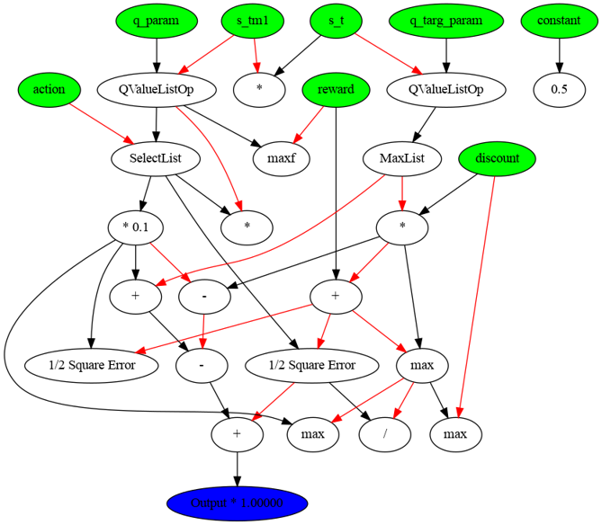 q_param s_tm1 s_t q_targ_param constant
action QValueListOp * reward QValueListOp 0.5
SelectList maxf MaxList discount
* 0.1 * *
+ - +
1/2 Square Error - 1/2 Square Error max
+ max / max
Output * 1.00000